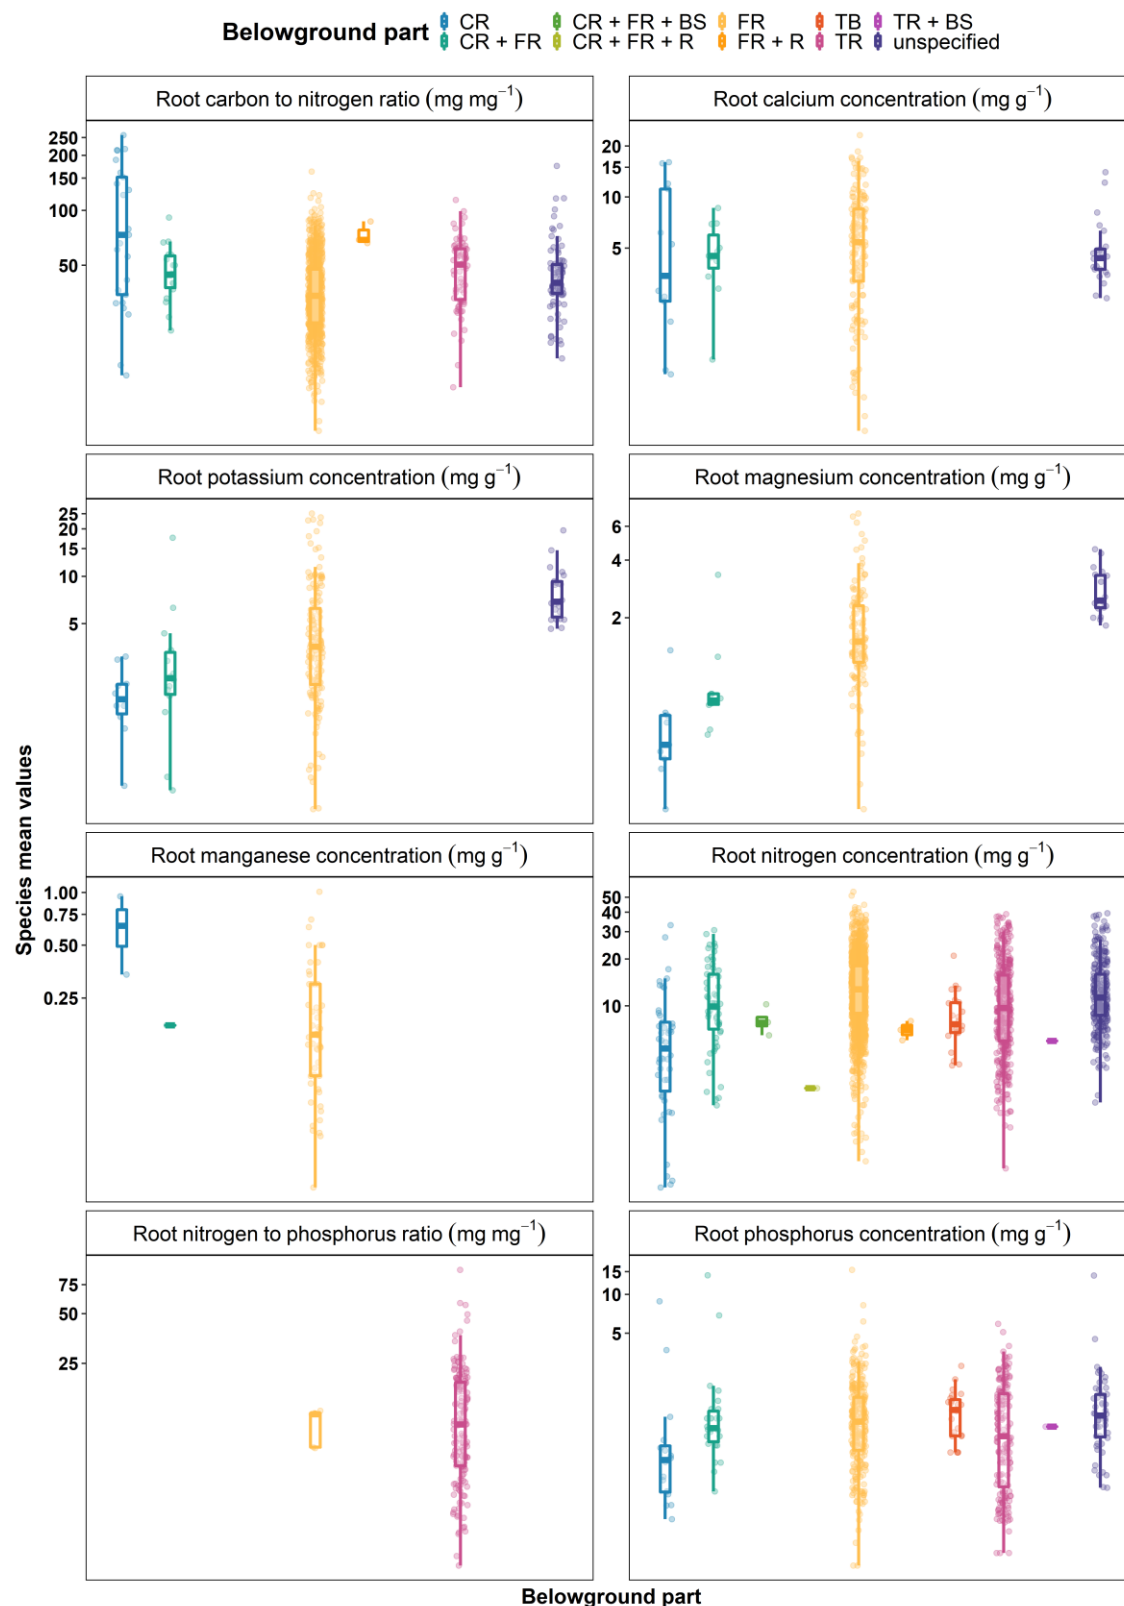 Belowground part
CR
CR + FR + BS
FR
TB
TR + BS
CR + FR
CR + FR + R
FR + R
TR
unspecified
Root carbon to nitrogen ratio (mg mg⁻¹)
250
200
150
100
50
Root calcium concentration (mg g⁻¹)
20
15
10
5
Root potassium concentration (mg g⁻¹)
25
20
15
10
5
Root magnesium concentration (mg g⁻¹)
6
4
2
Species mean values
Root manganese concentration (mg g⁻¹)
1.00
0.75
0.50
0.25
Root nitrogen concentration (mg g⁻¹)
50
40
30
20
10
Root nitrogen to phosphorus ratio (mg mg⁻¹)
75
50
25
Root phosphorus concentration (mg g⁻¹)
15
10
5
Belowground part